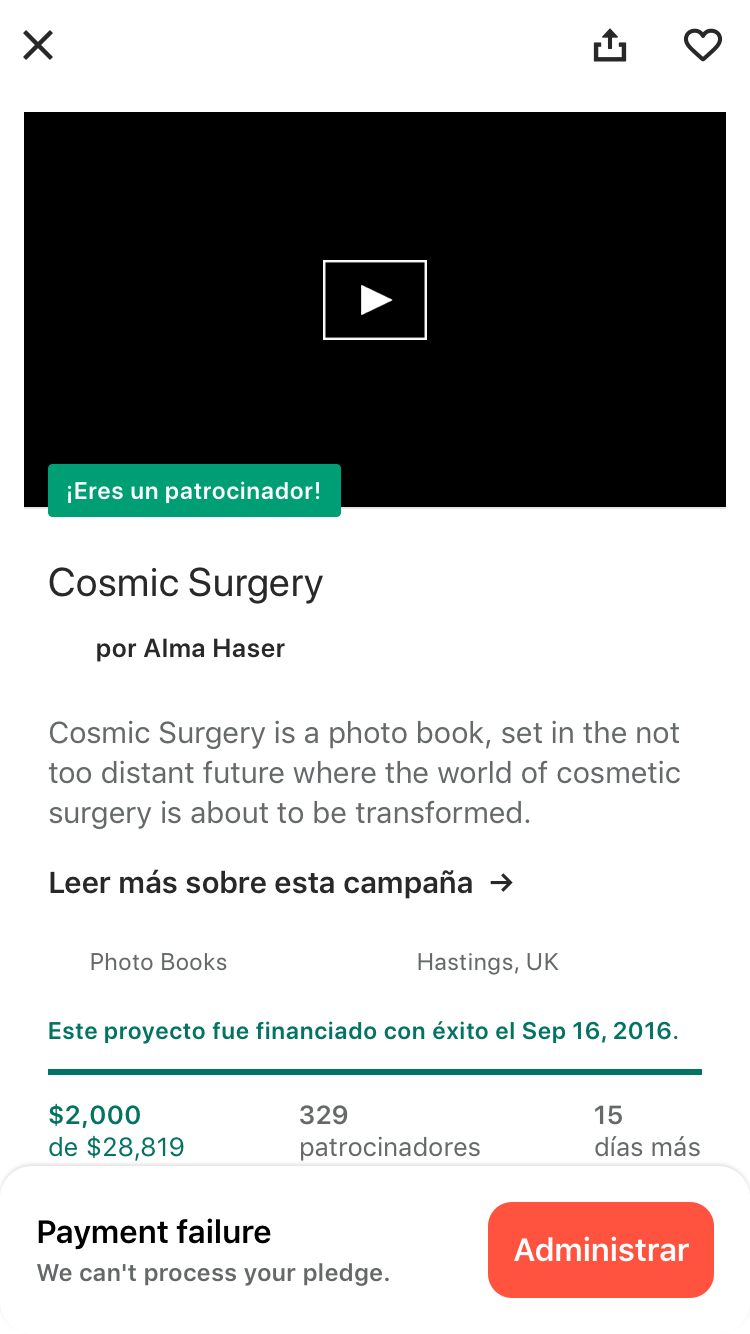 ¡Eres un patrocinador!
Cosmic Surgery
por Alma Haser
Cosmic Surgery is a photo book, set in the not
too distant future where the world of cosmetic
surgery is about to be transformed.
Leer más sobre esta campaña →
Photo Books
Hastings, UK
Este proyecto fue financiado con éxito el Sep 16, 2016.
$2,000
de $28,819
329
patrocinadores
15
días más
Payment failure
We can't process your pledge.
Administrar